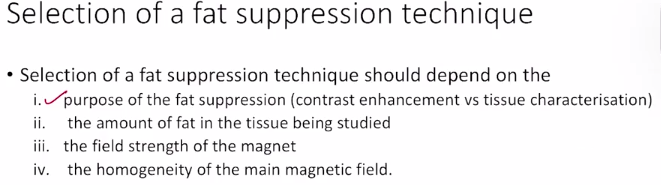 Selection of a fat suppression technique
• Selection of a fat suppression technique should depend on the
i. purpose of the fat suppression (contrast enhancement vs tissue characterisation)
ii. the amount of fat in the tissue being studied
iii. the field strength of the magnet
iv. the homogeneity of the main magnetic field.